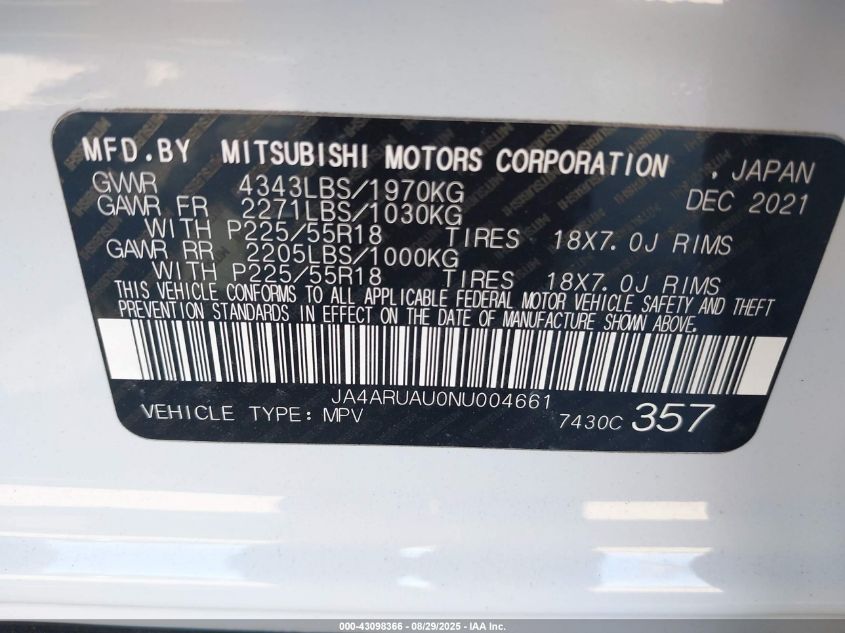 MFD.BY MITSUBISHI MOTORS CORPORATION , JAPAN
GVWR 4343LBS/1970KG DEC 2021
GAWR FR 2271LBS/1030KG
WITH P225/55R18 TIRES 18X7.0J RIMS
GAWR RR 2205LBS/1000KG
WITH P225/55R18 TIRES 18X7.0J RIMS
THIS VEHICLE CONFORMS TO ALL APPLICABLE FEDERAL MOTOR VEHICLE SAFETY AND THEFT
PREVENTION STANDARDS IN EFFECT ON THE DATE OF MANUFACTURE SHOWN ABOVE.
JA4ARUAU0NU004661
VEHICLE TYPE: MPV 7430C 357
000-43098366 - 08/29/2025 - IAA Inc.